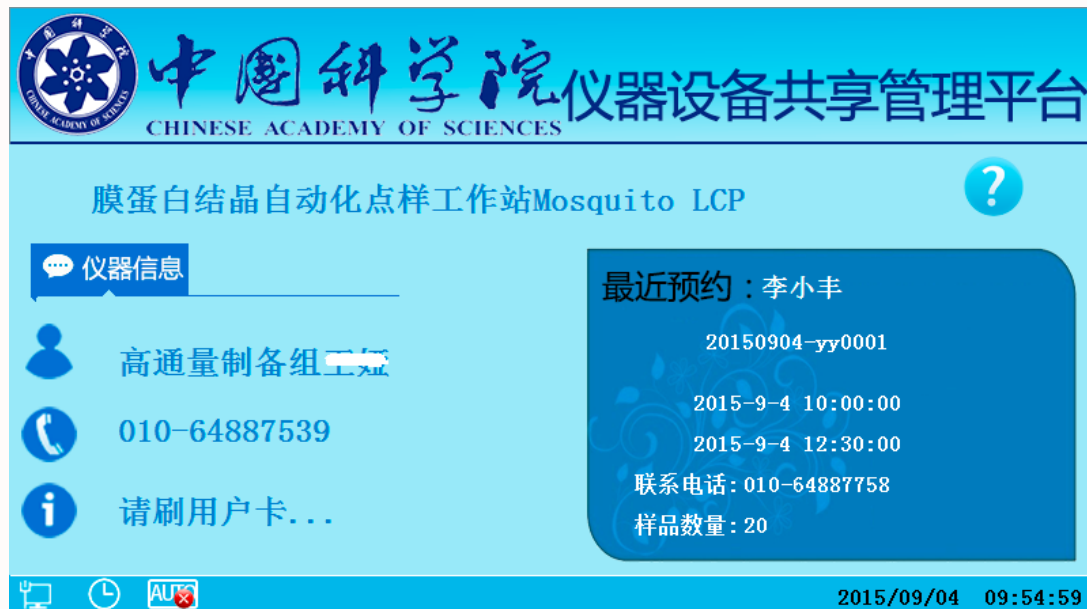 中国科学院
CHINESE ACADEMY OF SCIENCES
仪器设备共享管理平台
膜蛋白结晶自动化点样工作站Mosquito LCP
?
仪器信息
高通量制备组
010-64887539
请刷用户卡...
最近预约：李小丰
20150904-yy0001
2015-9-4 10:00:00
2015-9-4 12:30:00
联系电话:010-64887758
样品数量:20
AUTO
2015/09/04 09:54:59